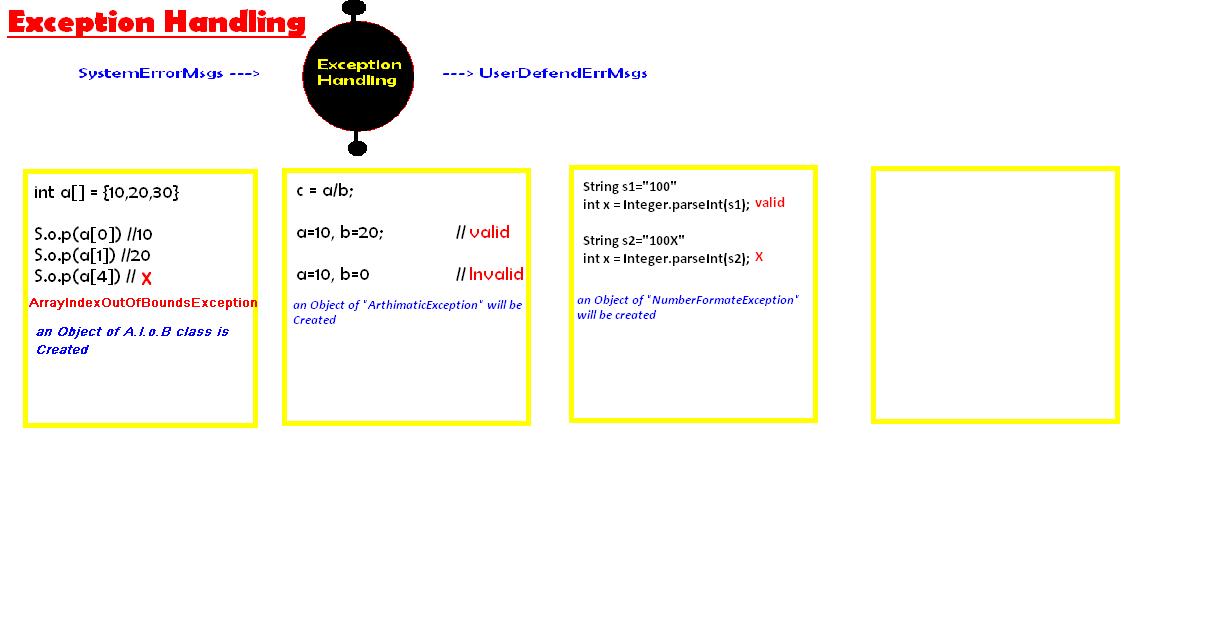 Exception Handling
SystemErrorMsgs --->
Exception
Handling
---> UserDefendErrMsgs
int a[] = {10,20,30}
S.o.p(a[0]) //10
S.o.p(a[1]) //20
S.o.p(a[4]) // X
ArrayIndexOutOfBoundsException
an Object of A.I.o.B class is
Created
c = a/b;
a=10, b=20; // valid
a=10, b=0 // Invalid
an Object of "ArthimaticException" will be
Created
String s1="100"
int x = Integer.parseInt(s1); valid
String s2="100X"
int x = Integer.parseInt(s2); X
an Object of "NumberFormateException"
will be created